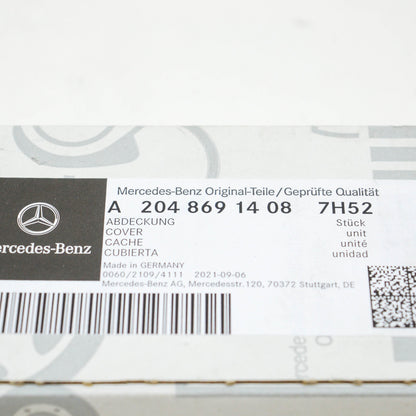 Mercedes-Benz Original-Teile/Geprüfte Qualität
A 204 869 14 08 7H52
ABDECKUNG Stück
COVER unit
CACHE unité
CUBIERTA unidad
Made in GERMANY
0060/2109/4111 2021-09-06
Mercedes-Benz AG, Mercedesstr.120, 70372 Stuttgart, DE
ercedes-Benz